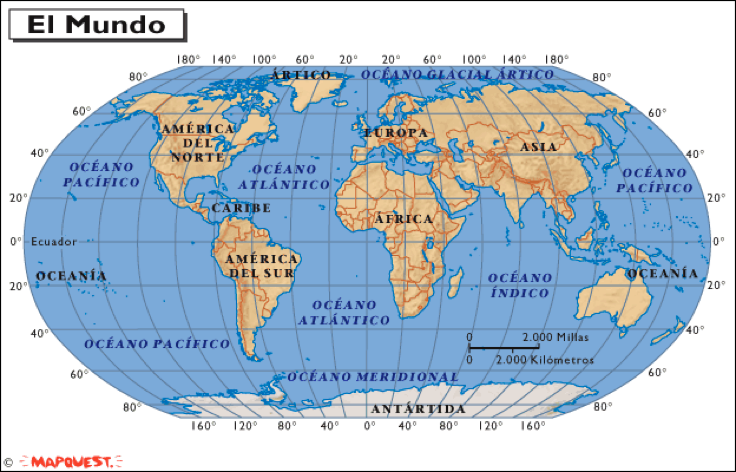 El Mundo
180° 140° 100° 60° 20° 20° 60° 100° 140° 180°
ÁRTICO
OCÉANO GLACIAL ÁRTICO
80° 80°
60° 60°
AMÉRICA
DEL
NORTE
EUROPA
ASIA
40° 40°
OCÉANO
PACÍFICO
OCÉANO
ATLÁNTICO
OCÉANO
PACÍFICO
20° 20°
CARIBE
ÁFRICA
0° Ecuador 0°
AMÉRICA
DEL SUR
OCEANÍA
OCÉANO
ÍNDICO
OCEANÍA
20° 20°
OCÉANO
ATLÁNTICO
40° 40°
OCÉANO PACÍFICO
0 2.000 Millas
0 2.000 Kilómetros
60° 60°
OCÉANO MERIDIONAL
80° 80°
ANTÁRTIDA
160° 120° 80° 40° 0° 40° 80° 120° 160°
© MAPQUEST.